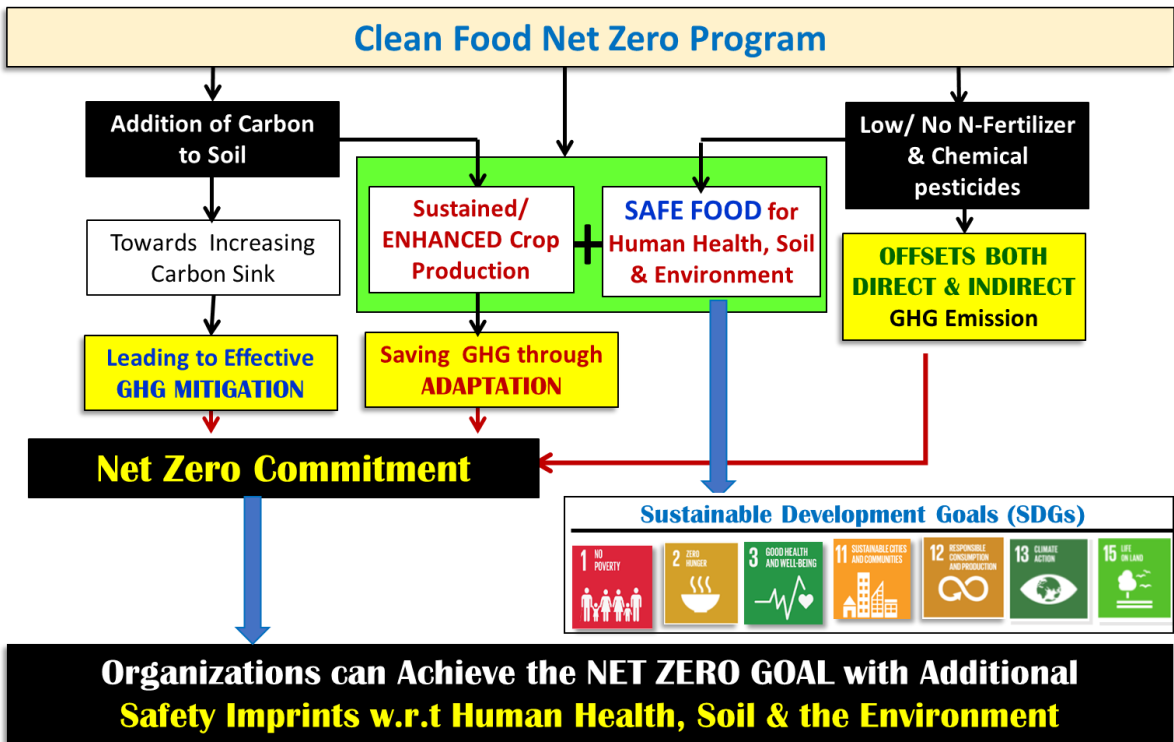 Clean Food Net Zero Program
Addition of Carbon
to Soil
Low/ No N-Fertilizer
& Chemical
pesticides
Towards Increasing
Carbon Sink
Sustained/
ENHANCED Crop
Production
+
SAFE FOOD for
Human Health, Soil
& Environment
OFFSETS BOTH
DIRECT & INDIRECT
GHG Emission
Leading to Effective
GHG MITIGATION
Saving GHG through
ADAPTATION
Net Zero Commitment
Sustainable Development Goals (SDGs)
1 NO
POVERTY
2 ZERO
HUNGER
3 GOOD HEALTH
AND WELL-BEING
11 SUSTAINABLE CITIES
AND COMMUNITIES
12 RESPONSIBLE
CONSUMPTION
AND PRODUCTION
13 CLIMATE
ACTION
15 LIFE
ON LAND
Organizations can Achieve the NET ZERO GOAL with Additional
Safety Imprints w.r.t Human Health, Soil & the Environment